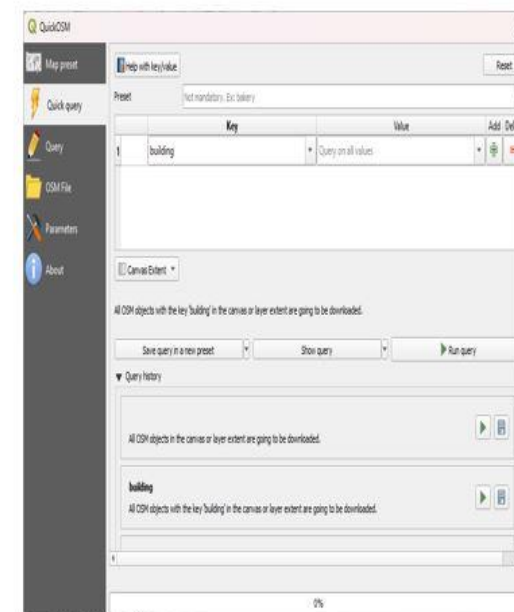 QuickOSM
Map preset
Quick query
Query
OSM File
Parameters
About
Help with key/value
Reset
Preset
Not mandatory. Ex: bakery
Key
Value
Add
Del
1
building
Query on all values
Canvas Extent
All OSM objects with the key 'building' in the canvas or layer extent are going to be downloaded.
Save query in a new preset
Show query
Run query
Query history
All OSM objects in the canvas or layer extent are going to be downloaded.
building
All OSM objects with the key 'building' in the canvas or layer extent are going to be downloaded.
0%